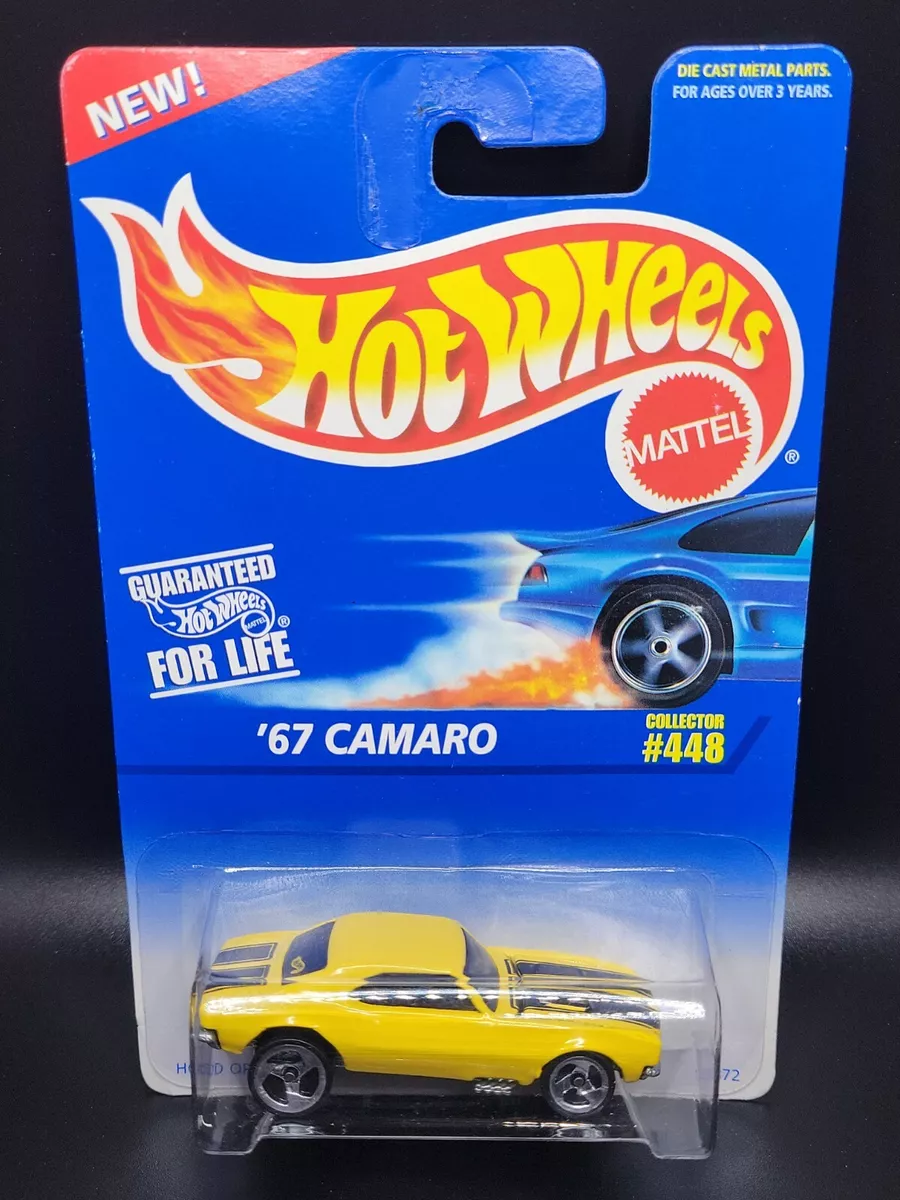 NEW!
DIE CAST METAL PARTS.
FOR AGES OVER 3 YEARS.
HOT WHEELS
MATTEL
®
GUARANTEED
HOT WHEELS
MATTEL
®
FOR LIFE
'67 CAMARO
COLLECTOR
#448